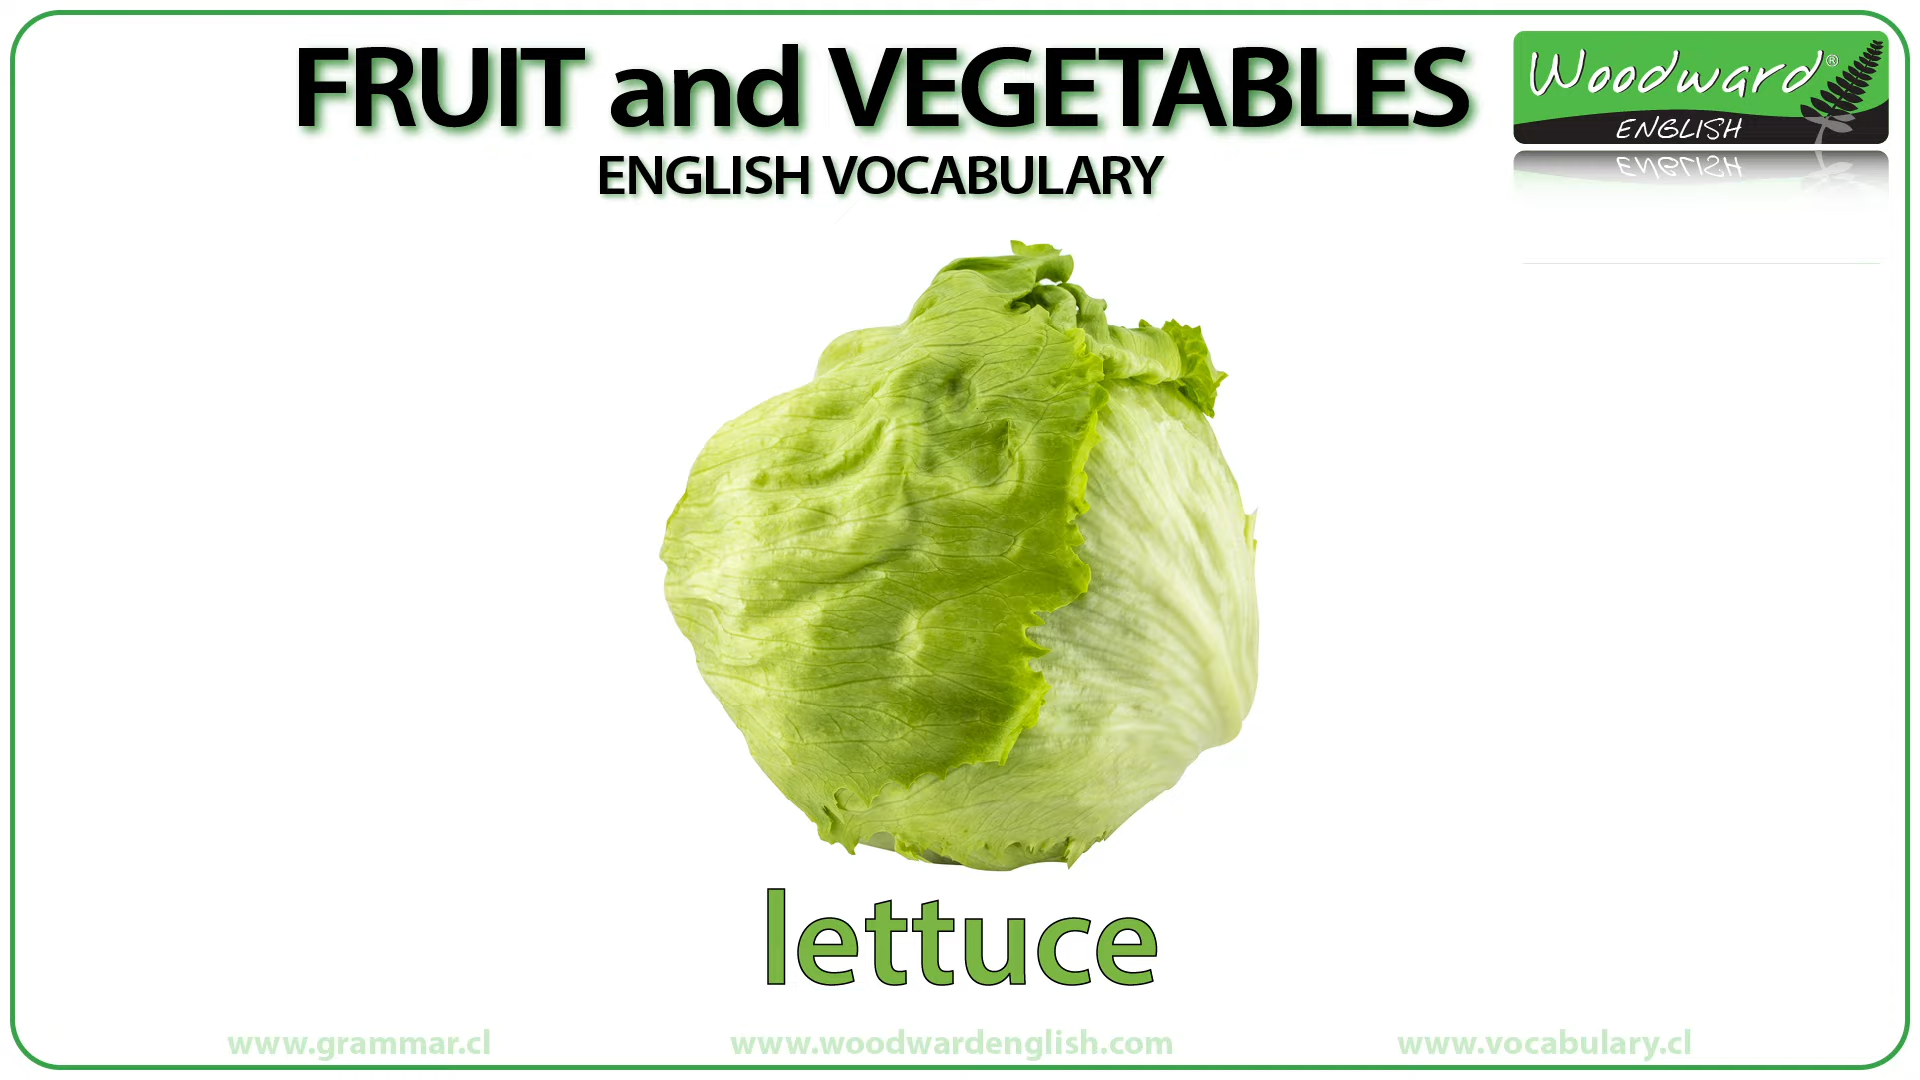 FRUIT and VEGETABLES
ENGLISH VOCABULARY
Woodward®
ENGLISH
lettuce
www.grammar.cl
www.woodwardenglish.com
www.vocabulary.cl